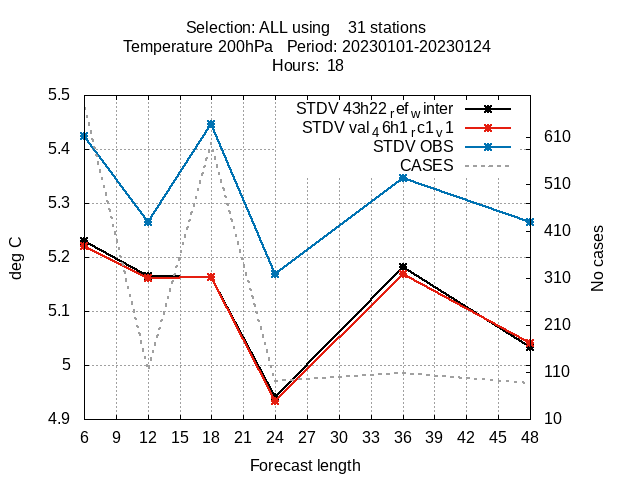 Selection: ALL using    31 stations
Temperature 200hPa   Period: 20230101-20230124
Hours:  18
STDV 43h22_ref_winter
STDV val_46h1_rc1_v1
STDV OBS
CASES
5.5
5.4
5.3
5.2
5.1
5
4.9
deg C
610
510
410
310
210
110
10
No cases
6 9 12 15 18 21 24 27 30 33 36 39 42 45 48
Forecast length